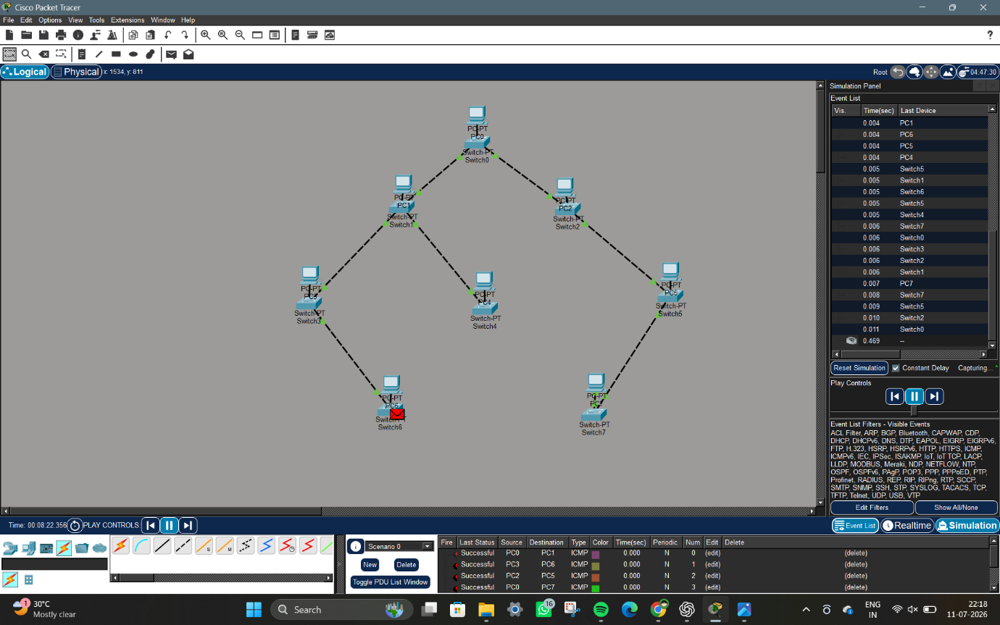 Cisco Packet Tracer
File Edit Options View Tools Extensions Window Help
?
Logical Physical x: 1534, y: 811 Root 04:47:30
Simulation Panel
Event List
Vis. Time(sec) Last Device
0.004 PC1
0.004 PC6
0.004 PC5
0.004 PC4
0.005 Switch5
0.005 Switch1
0.005 Switch6
0.005 Switch5
0.005 Switch4
0.006 Switch7
0.006 Switch0
0.006 Switch3
0.006 Switch2
0.006 Switch1
0.007 PC7
0.008 Switch7
0.009 Switch5
0.010 Switch2
0.011 Switch0
0.469 --
Reset Simulation Constant Delay Capturing...
Play Controls
Event List Filters - Visible Events
ACL Filter, ARP, BGP, Bluetooth, CAPWAP, CDP,
DHCP, DHCPv6, DNS, DTP, EAPOL, EIGRP, EIGRPv6,
FTP, H.323, HSRP, HSRPv6, HTTP, HTTPS, ICMP,
ICMPv6, IEC, IPSec, ISAKMP, IoT, IoT TCP, LACP,
LLDP, MODBUS, Meraki, NDP, NETFLOW, NTP,
OSPF, OSPFv6, PAgP, POP3, PPP, PPPoED, PTP,
Profinet, RADIUS, REP, RIP, RIPng, RTP, SCCP,
SMTP, SNMP, SSH, STP, SYSLOG, TACACS, TCP,
TFTP, Telnet, UDP, USB, VTP
Edit Filters Show All/None
Event List Realtime Simulation
PC-PT
PC0
Switch-PT
Switch0
PC-PT
PC1
Switch-PT
Switch1
PC-PT
PC2
Switch-PT
Switch2
PC-PT
PC3
Switch-PT
Switch3
PC-PT
PC4
Switch-PT
Switch4
PC-PT
PC5
Switch-PT
Switch5
PC-PT
PC6
Switch-PT
Switch6
PC-PT
PC7
Switch-PT
Switch7
Time: 00:08:22.356 PLAY CONTROLS:
S M
Scenario 0
New Delete
Toggle PDU List Window
Fire Last Status Source Destination Type Color Time(sec) Periodic Num Edit Delete
Successful PC0 PC1 ICMP 0.000 N 0 (edit) (delete)
Successful PC3 PC6 ICMP 0.000 N 1 (edit) (delete)
Successful PC2 PC5 ICMP 0.000 N 2 (edit) (delete)
Successful PC0 PC7 ICMP 0.000 N 3 (edit) (delete)
1
30°C
Mostly clear
Search
16
ENG
IN
22:18
11-07-2026